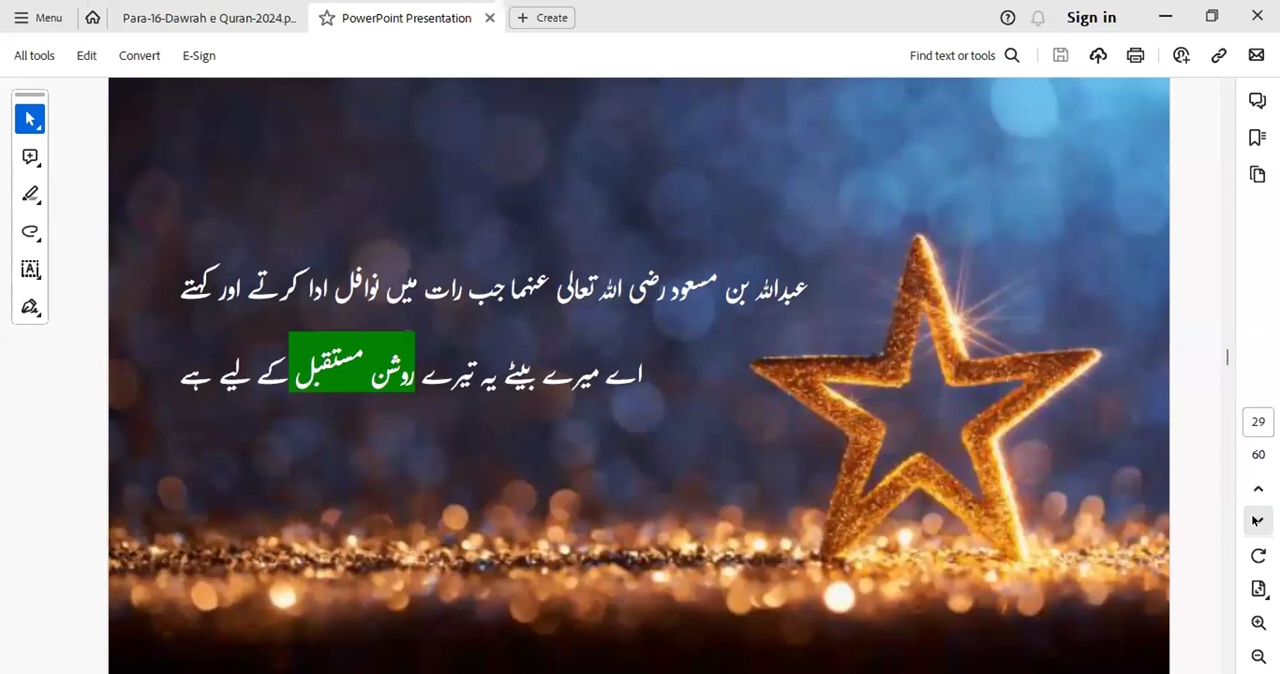 Menu
Para-16-Dawrah e Quran-2024.p...
PowerPoint Presentation
Create
Sign in
All tools
Edit
Convert
E-Sign
Find text or tools
عبداللہ بن مسعود رضی اللہ تعالی عنہما جب رات میں نوافل ادا کرتے اور کہتے
اے میرے بیٹے یہ تیرے روشن مستقبل کے لیے ہے
29
60